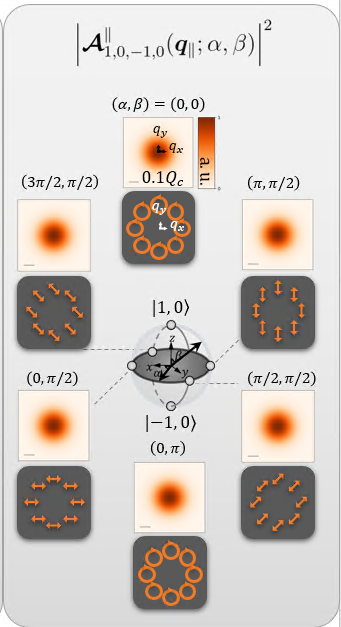 |𝓐∥1,0,−1,0(q∥; α, β)|²
(α, β) = (0, 0)
qy
qx
0.1Qc
1
a.u.
qy
qx
(3π/2, π/2)
(π, π/2)
|1, 0⟩
z
β
x
α
y
|−1, 0⟩
(0, π/2)
(π/2, π/2)
(0, π)